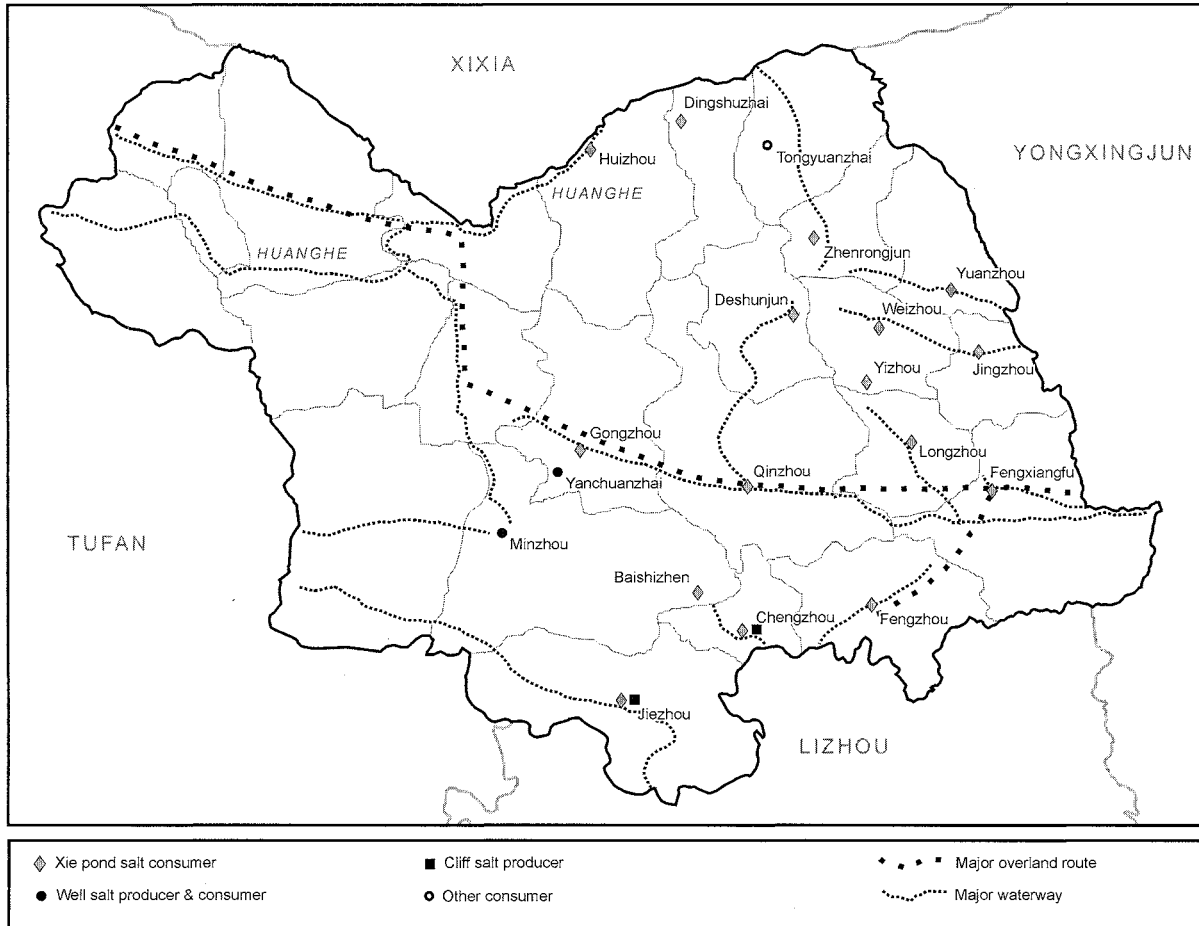 XIXIA
Dingshuzhai
Huizhou
Tongyuanzhai
YONGXINGJUN
HUANGHE
HUANGHE
Zhenrongjun
Yuanzhou
Deshunjun
Weizhou
Yizhou
Jingzhou
Gongzhou
Longzhou
Yanchuanzhai
Qinzhou
Fengxiangfu
TUFAN
Minzhou
Baishizhen
Chengzhou
Fengzhou
Jiezhou
LIZHOU
Xie pond salt consumer
Cliff salt producer
Major overland route
Well salt producer & consumer
Other consumer
Major waterway